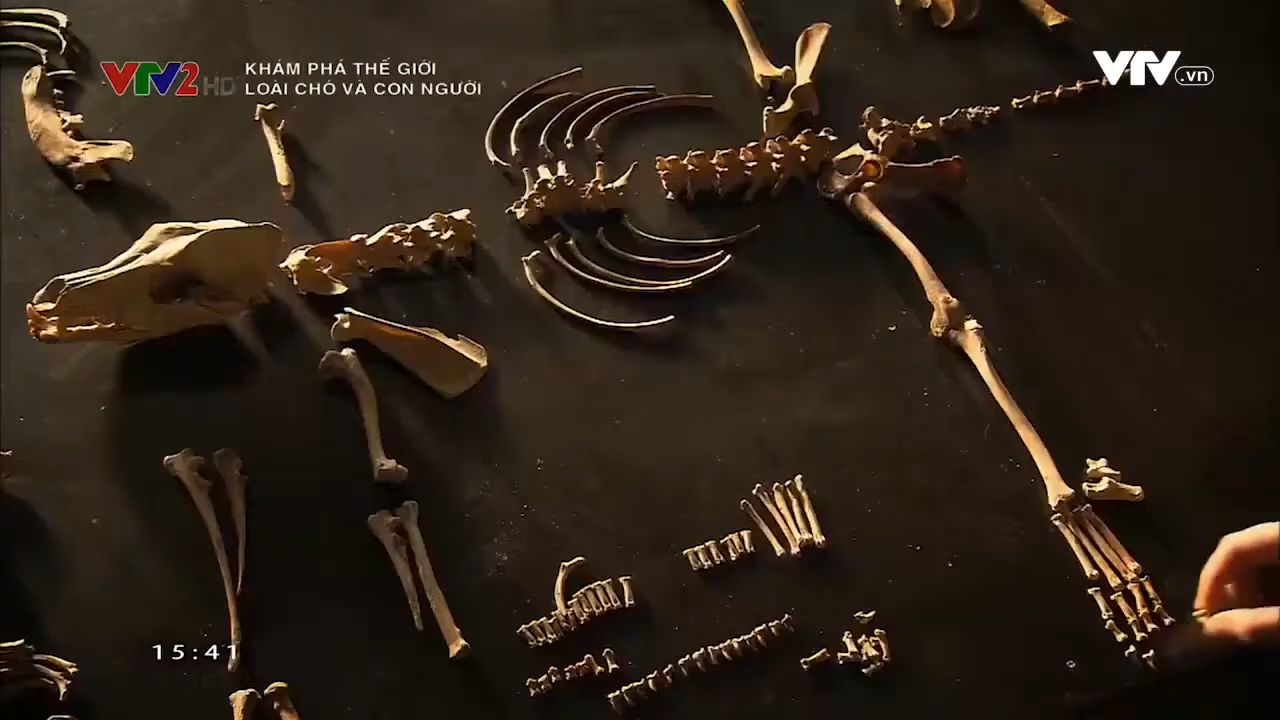 VTV2 HD
KHÁM PHÁ THẾ GIỚI
LOÀI CHÓ VÀ CON NGƯỜI
VTV.vn
15:41